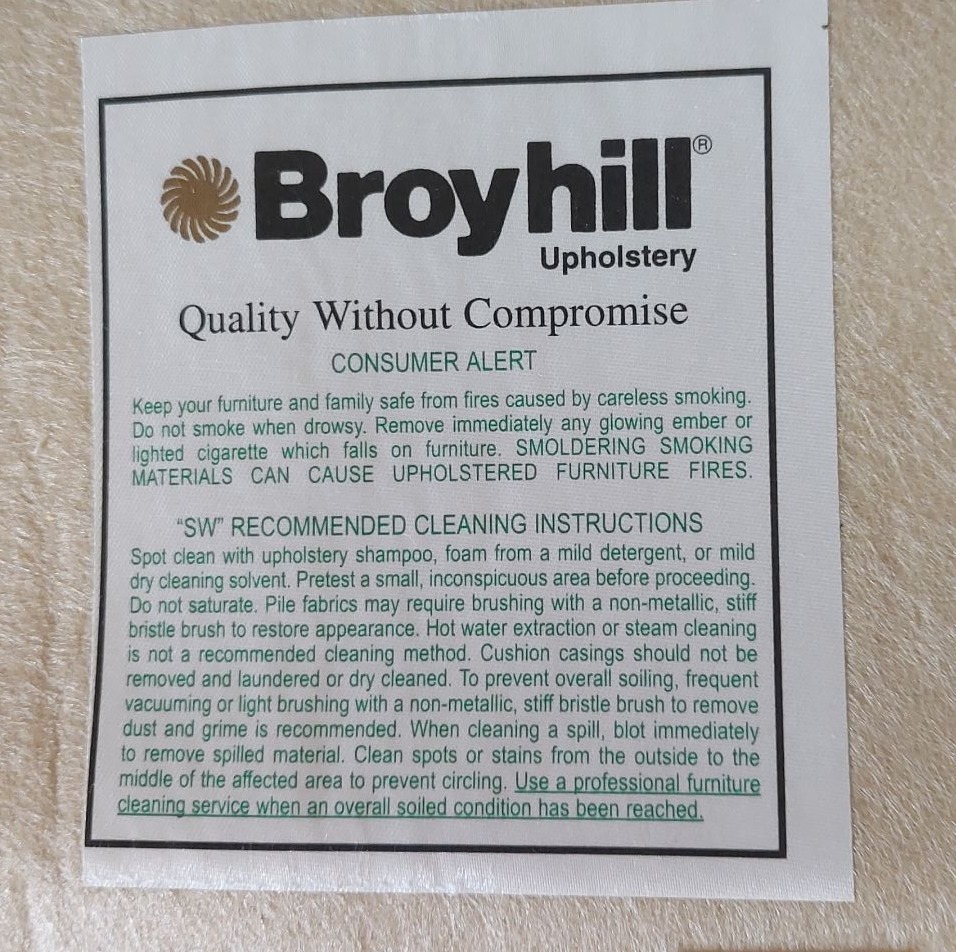 Broyhill®
Upholstery
Quality Without Compromise
CONSUMER ALERT
Keep your furniture and family safe from fires caused by careless smoking.
Do not smoke when drowsy. Remove immediately any glowing ember or
lighted cigarette which falls on furniture. SMOLDERING SMOKING
MATERIALS CAN CAUSE UPHOLSTERED FURNITURE FIRES.
“SW” RECOMMENDED CLEANING INSTRUCTIONS
Spot clean with upholstery shampoo, foam from a mild detergent, or mild
dry cleaning solvent. Pretest a small, inconspicuous area before proceeding.
Do not saturate. Pile fabrics may require brushing with a non-metallic, stiff
bristle brush to restore appearance. Hot water extraction or steam cleaning
is not a recommended cleaning method. Cushion casings should not be
removed and laundered or dry cleaned. To prevent overall soiling, frequent
vacuuming or light brushing with a non-metallic, stiff bristle brush to remove
dust and grime is recommended. When cleaning a spill, blot immediately
to remove spilled material. Clean spots or stains from the outside to the
middle of the affected area to prevent circling. Use a professional furniture
cleaning service when an overall soiled condition has been reached.